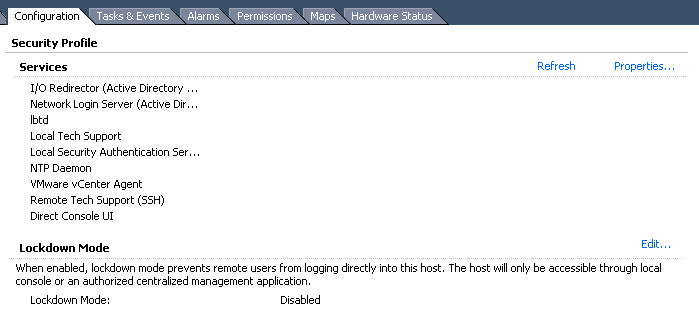 Configuration Tasks & Events Alarms Permissions Maps Hardware Status
Security Profile
Services Refresh Properties...
I/O Redirector (Active Directory ...
Network Login Server (Active Dir...
lbtd
Local Tech Support
Local Security Authentication Ser...
NTP Daemon
VMware vCenter Agent
Remote Tech Support (SSH)
Direct Console UI
Lockdown Mode Edit...
When enabled, lockdown mode prevents remote users from logging directly into this host. The host will only be accessible through local
console or an authorized centralized management application.
Lockdown Mode: Disabled